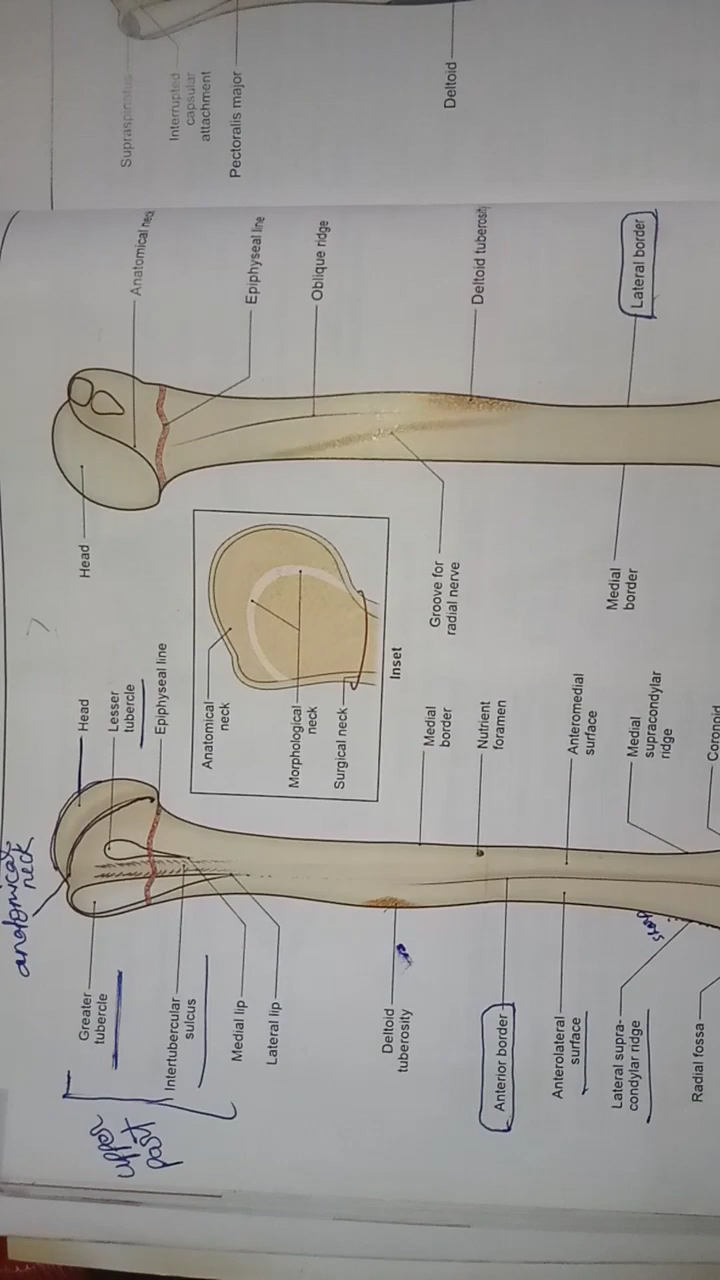 Supraspinatus
Interrupted
capsular
attachment
Pectoralis major
Deltoid
Anatomical neck
Epiphyseal line
Oblique ridge
Deltoid tuberosity
Lateral border
Head
Groove for
radial nerve
Medial
border
Anatomical
neck
Morphological
neck
Surgical neck
Inset
Head
Lesser
tubercle
Epiphyseal line
Medial
border
Nutrient
foramen
Anteromedial
surface
Medial
supracondylar
ridge
Coronoid
anatomical
neck
Greater
tubercle
Intertubercular
sulcus
Medial lip
Lateral lip
Deltoid
tuberosity
Anterior border
Anterolateral
surface
Lateral supra-
condylar ridge
Radial fossa
upper
part